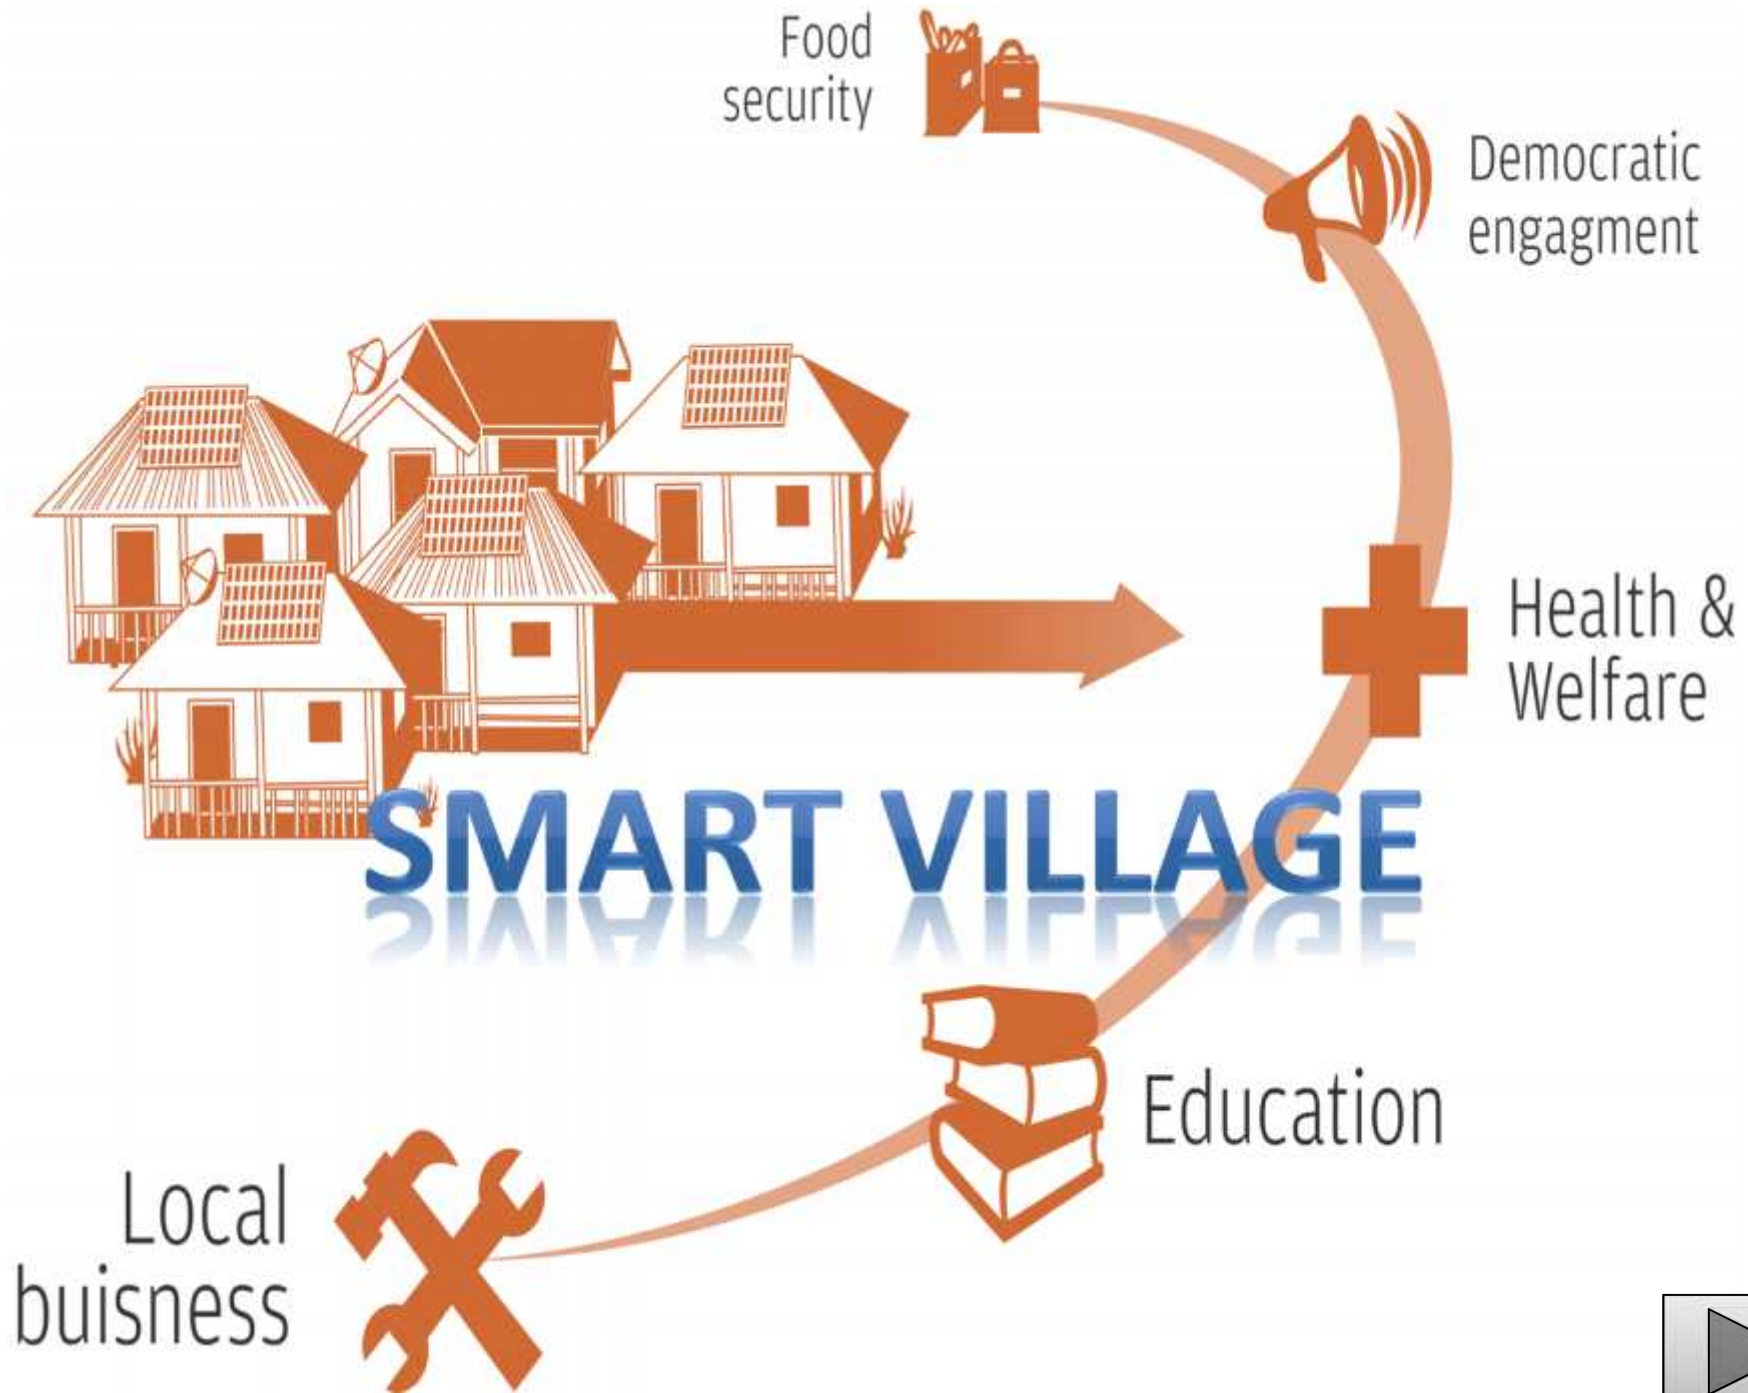 Food
security
Democratic
engagment
Health &
Welfare
SMART VILLAGE
Education
Local
buisness